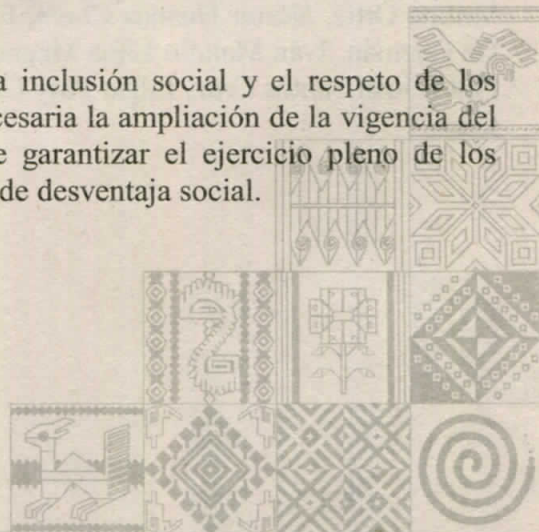 a inclusión social y el respeto de los
cesaria la ampliación de la vigencia del
e garantizar el ejercicio pleno de los
de desventaja social.